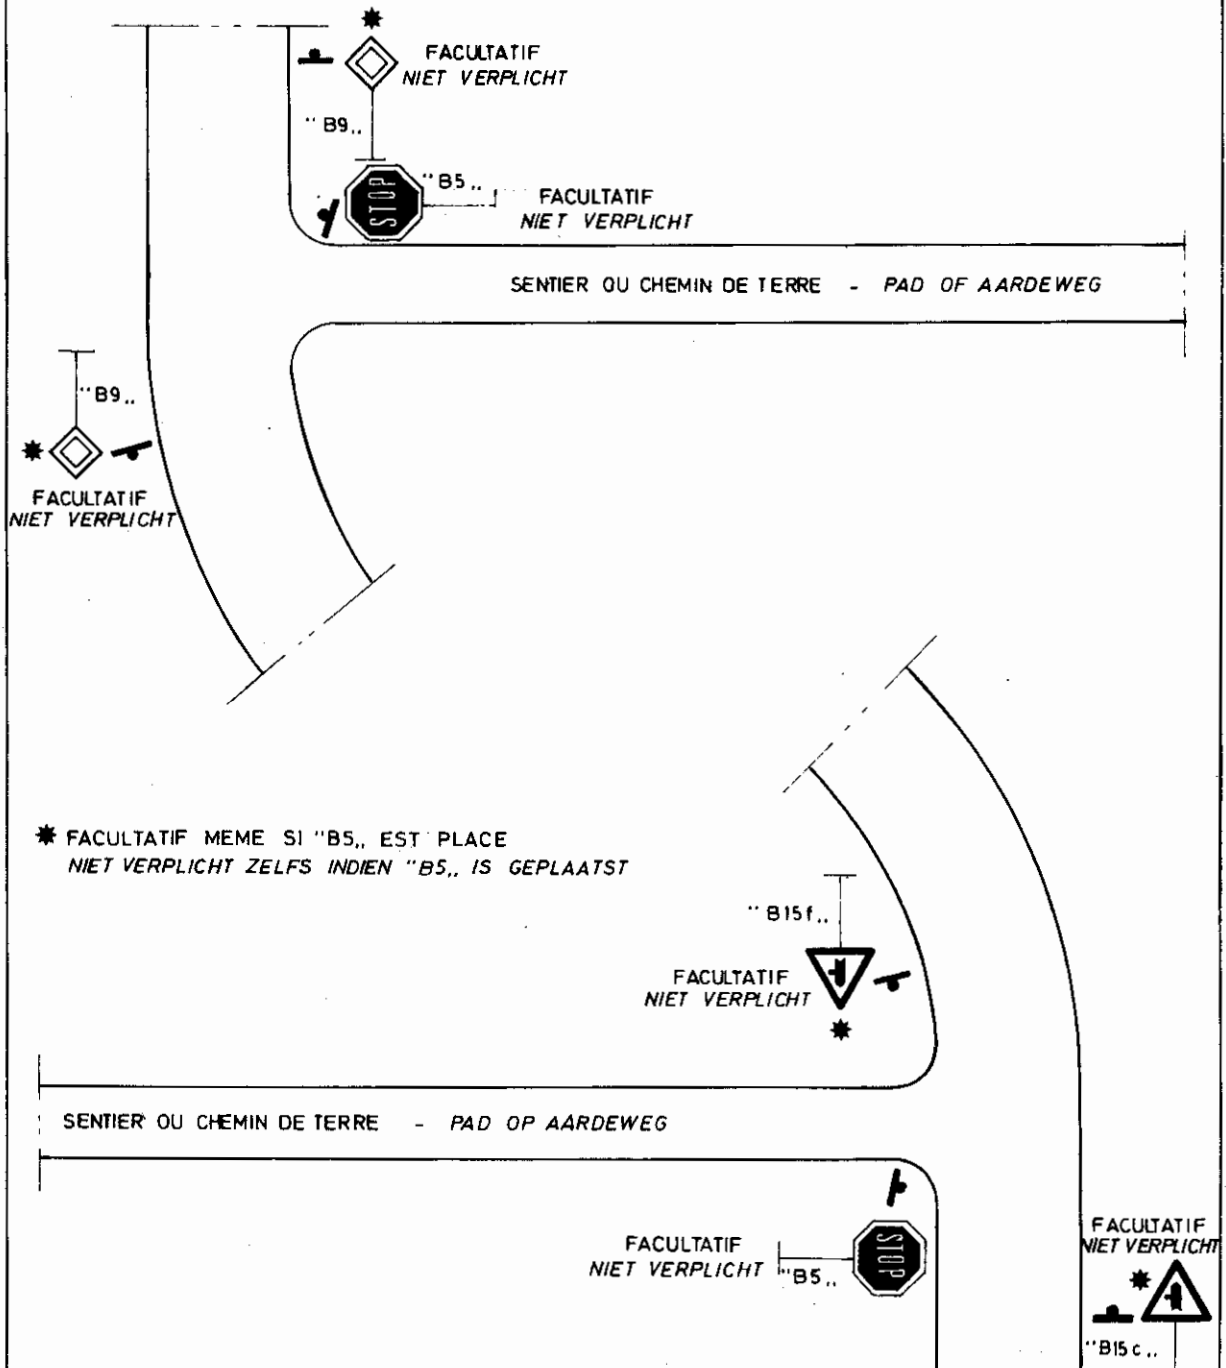 FACULTATIF
NIET VERPLICHT
"B9„
STOP
"B5„
FACULTATIF
NIET VERPLICHT
SENTIER OU CHEMIN DE TERRE - PAD OF AARDEWEG
"B9„
FACULTATIF
NIET VERPLICHT
FACULTATIF MEME SI "B5„ EST PLACE
NIET VERPLICHT ZELFS INDIEN "B5„ IS GEPLAATST
"B15f„
FACULTATIF
NIET VERPLICHT
SENTIER OU CHEMIN DE TERRE - PAD OP AARDEWEG
FACULTATIF
NIET VERPLICHT
"B5„
STOP
FACULTATIF
NIET VERPLICHT
"B15c„